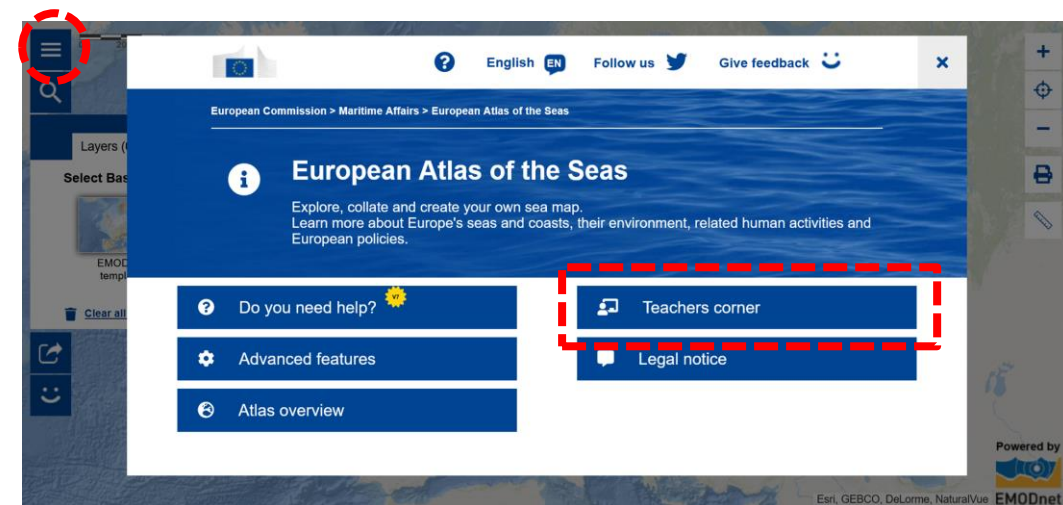 20
English EN
Follow us
Give feedback
European Commission > Maritime Affairs > European Atlas of the Seas
Layers (
European Atlas of the Seas
Select Bas
Explore, collate and create your own sea map.
Learn more about Europe's seas and coasts, their environment, related human activities and
European policies.
EMOD
templ
Clear all
Do you need help?
V7
Teachers corner
Advanced features
Legal notice
Atlas overview
Powered by
Esri, GEBCO, DeLorme, NaturalVue
EMODnet